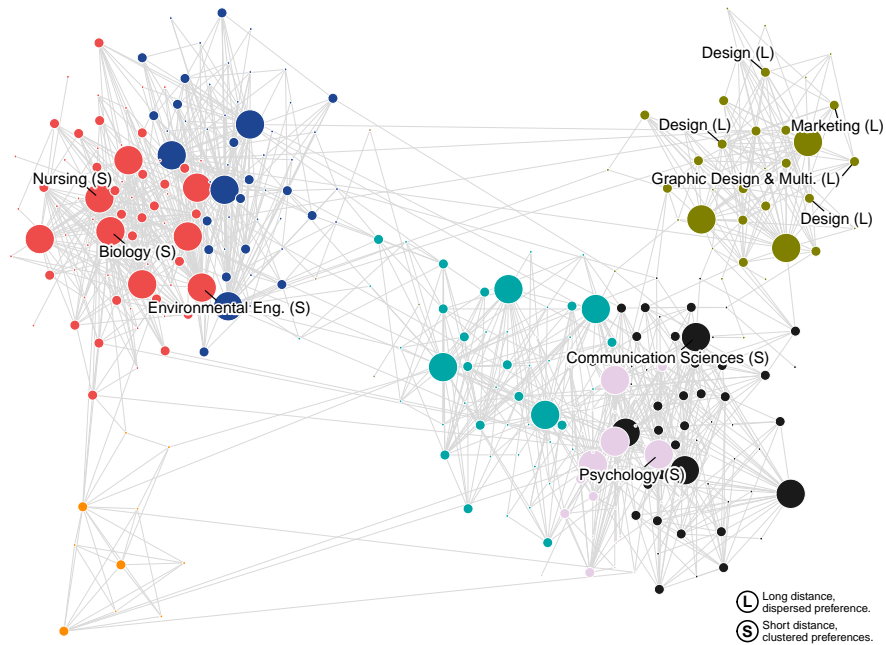 Design (L)
Design (L)
Marketing (L)
Nursing (S)
Graphic Design & Multi. (L)
Design (L)
Biology (S)
Environmental Eng. (S)
Communication Sciences (S)
Psychology (S)
L Long distance,
dispersed preference.
S Short distance,
clustered preferences.